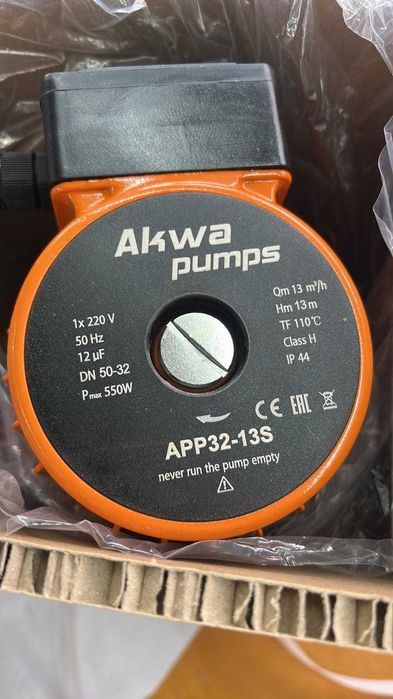 Akwa
pumps
1x 220 V
50 Hz
12 µF
DN 50-32
Pmax 550W
Qm 13 m³/h
Hm 13 m
TF 110℃
Class H
IP 44
CE EAC
APP32-13S
never run the pump empty